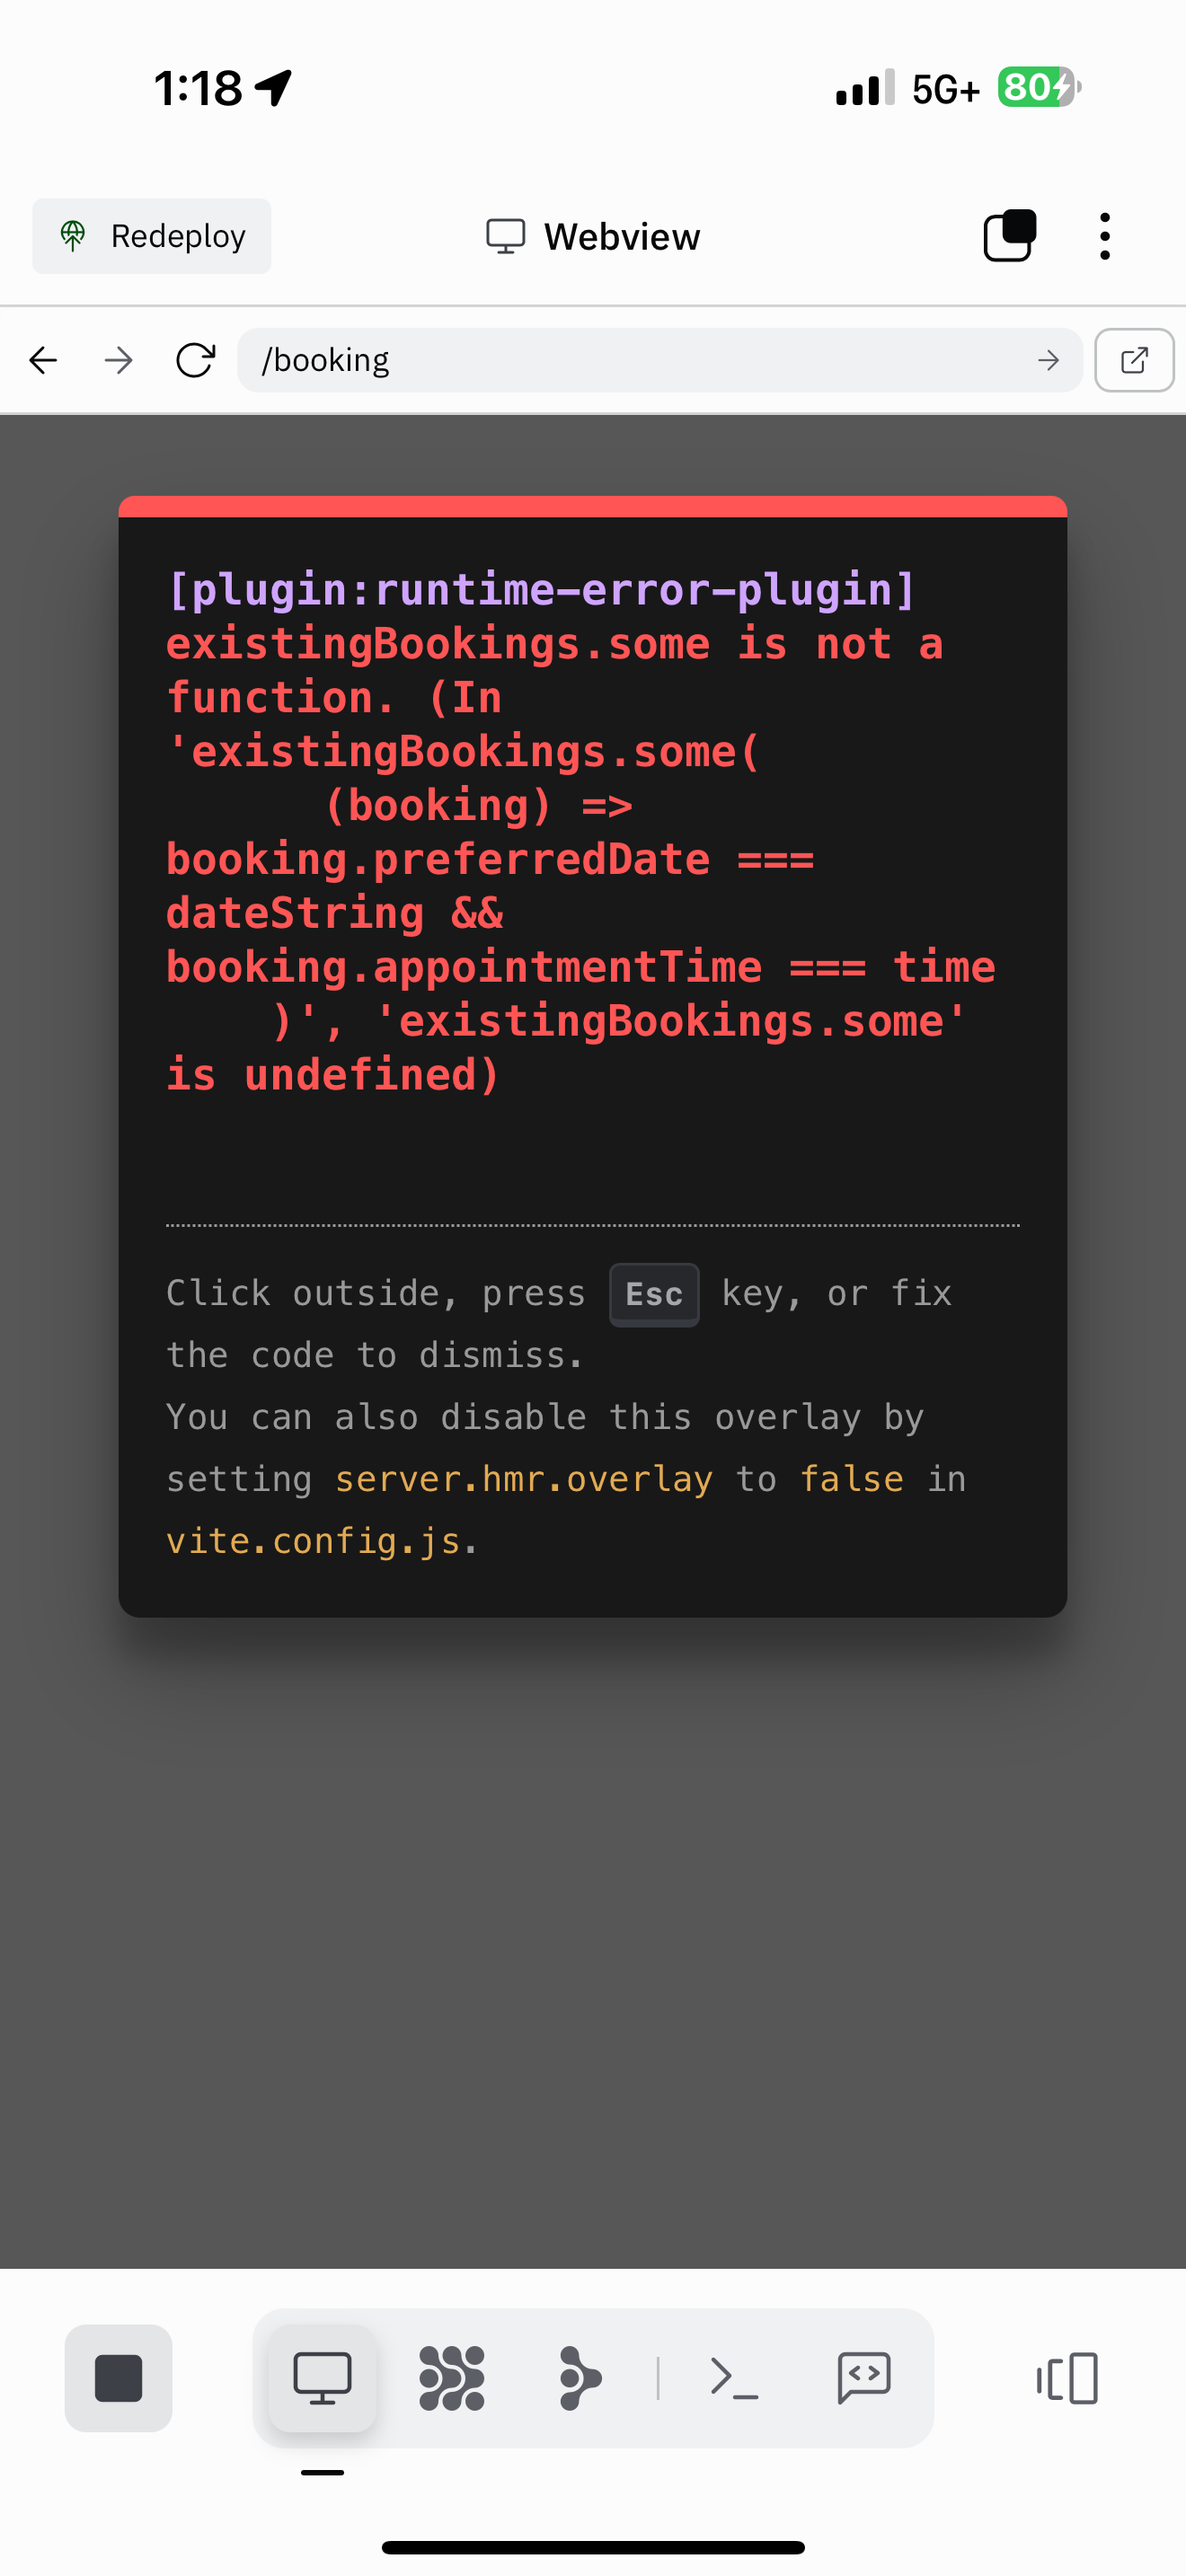 1:18
5G+
80
Redeploy
Webview
/booking
[plugin:runtime-error-plugin]
existingBookings.some is not a
function. (In
'existingBookings.some(
(booking) =>
booking.preferredDate ===
dateString &&
booking.appointmentTime === time
)', 'existingBookings.some'
is undefined)
Click outside, press Esc key, or fix
the code to dismiss.
You can also disable this overlay by
setting server.hmr.overlay to false in
vite.config.js.